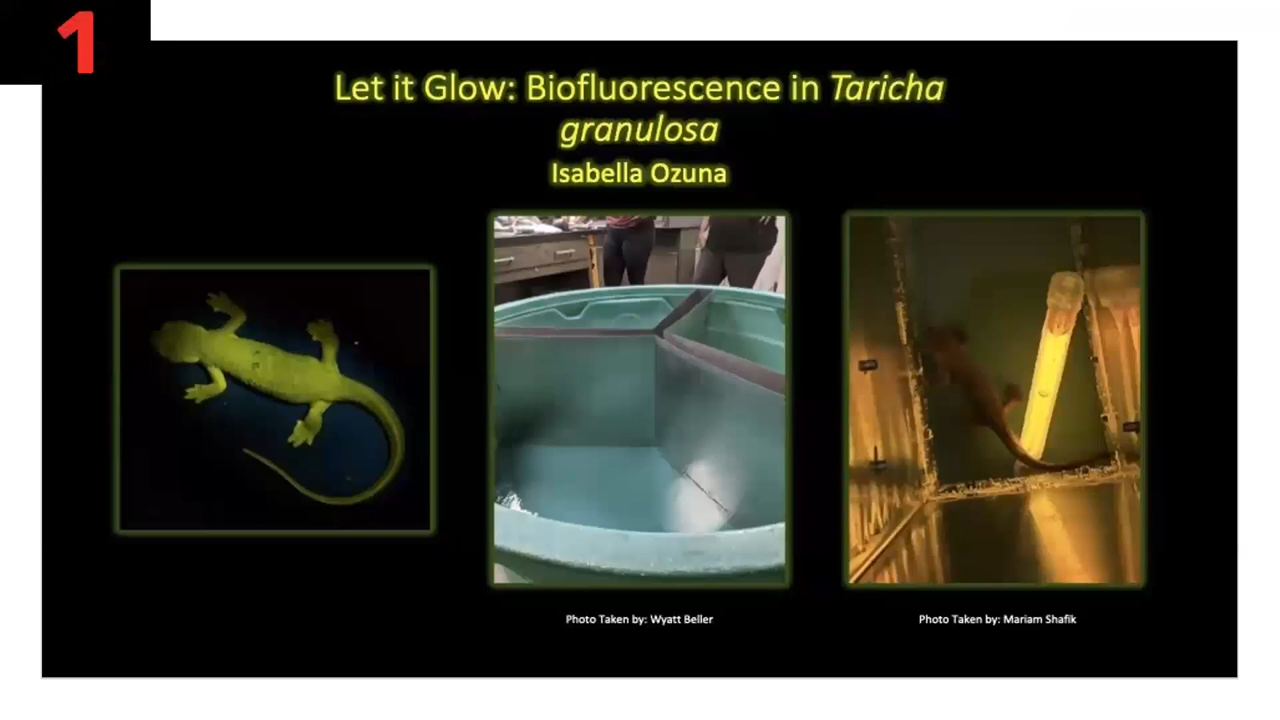 1
Let it Glow: Biofluorescence in Taricha
granulosa
Isabella Ozuna
Photo Taken by: Wyatt Beller
Photo Taken by: Mariam Shafik